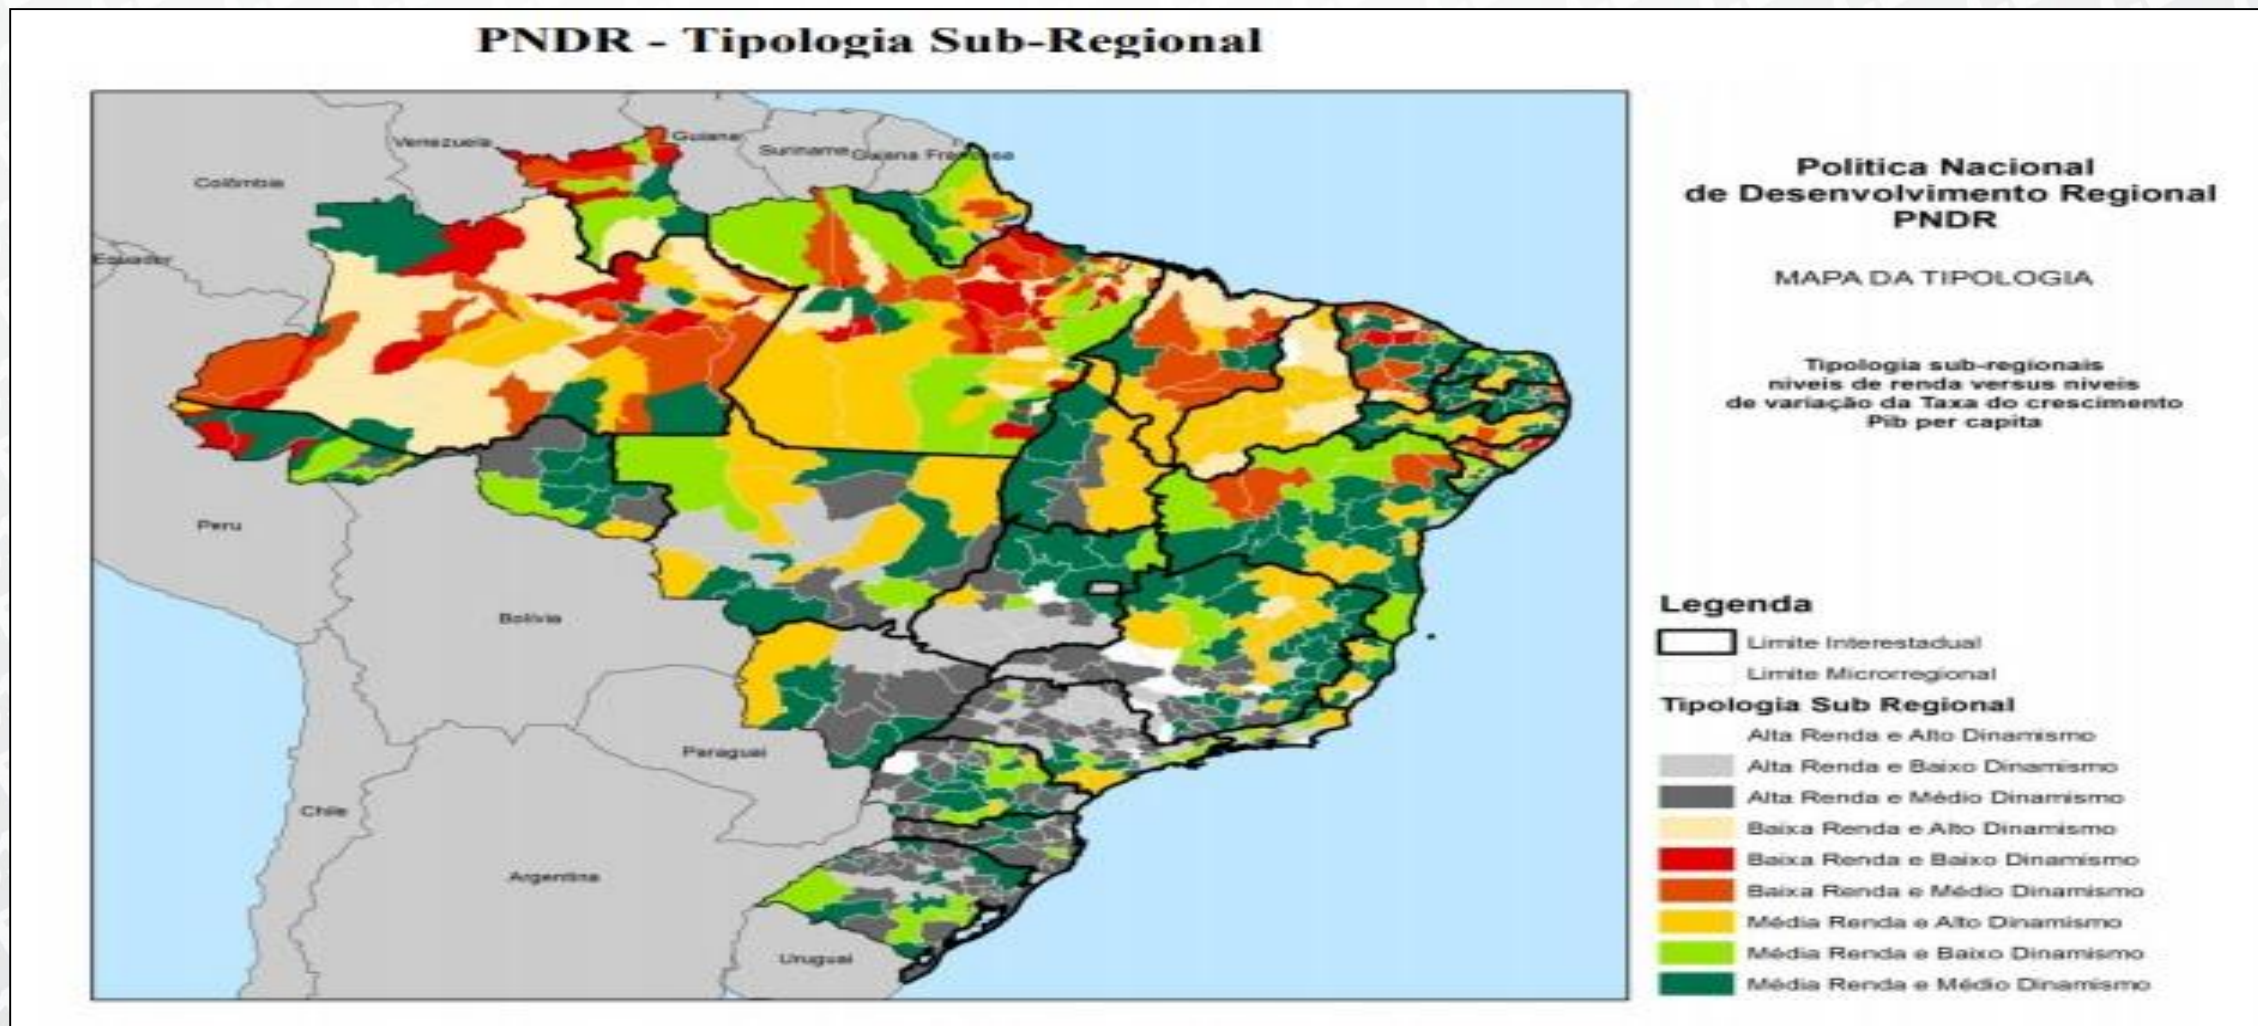 PNDR - Tipologia Sub-Regional
Venezuela
Guiana
Suriname
Guiana Francesa
Colômbia
Equador
Peru
Bolívia
Paraguai
Chile
Argentina
Uruguai
Politica Nacional
de Desenvolvimento Regional
PNDR
MAPA DA TIPOLOGIA
Tipologia sub-regionais
niveis de renda versus niveis
de variação da Taxa do crescimento
Pib per capita
Legenda
Limite Interestadual
Limite Microrregional
Tipologia Sub Regional
Alta Renda e Alto Dinamismo
Alta Renda e Baixo Dinamismo
Alta Renda e Médio Dinamismo
Baixa Renda e Alto Dinamismo
Baixa Renda e Baixo Dinamismo
Baixa Renda e Médio Dinamismo
Média Renda e Alto Dinamismo
Média Renda e Baixo Dinamismo
Média Renda e Médio Dinamismo